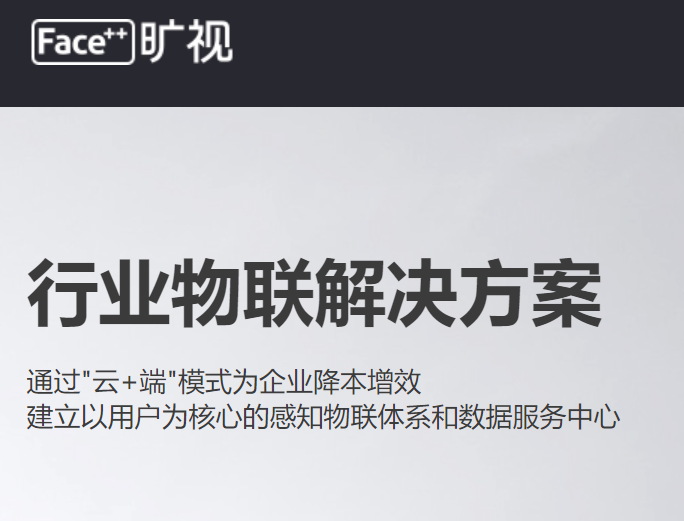 Face++ 旷视
行业物联解决方案
通过"云+端"模式为企业降本增效
建立以用户为核心的感知物联体系和数据服务中心